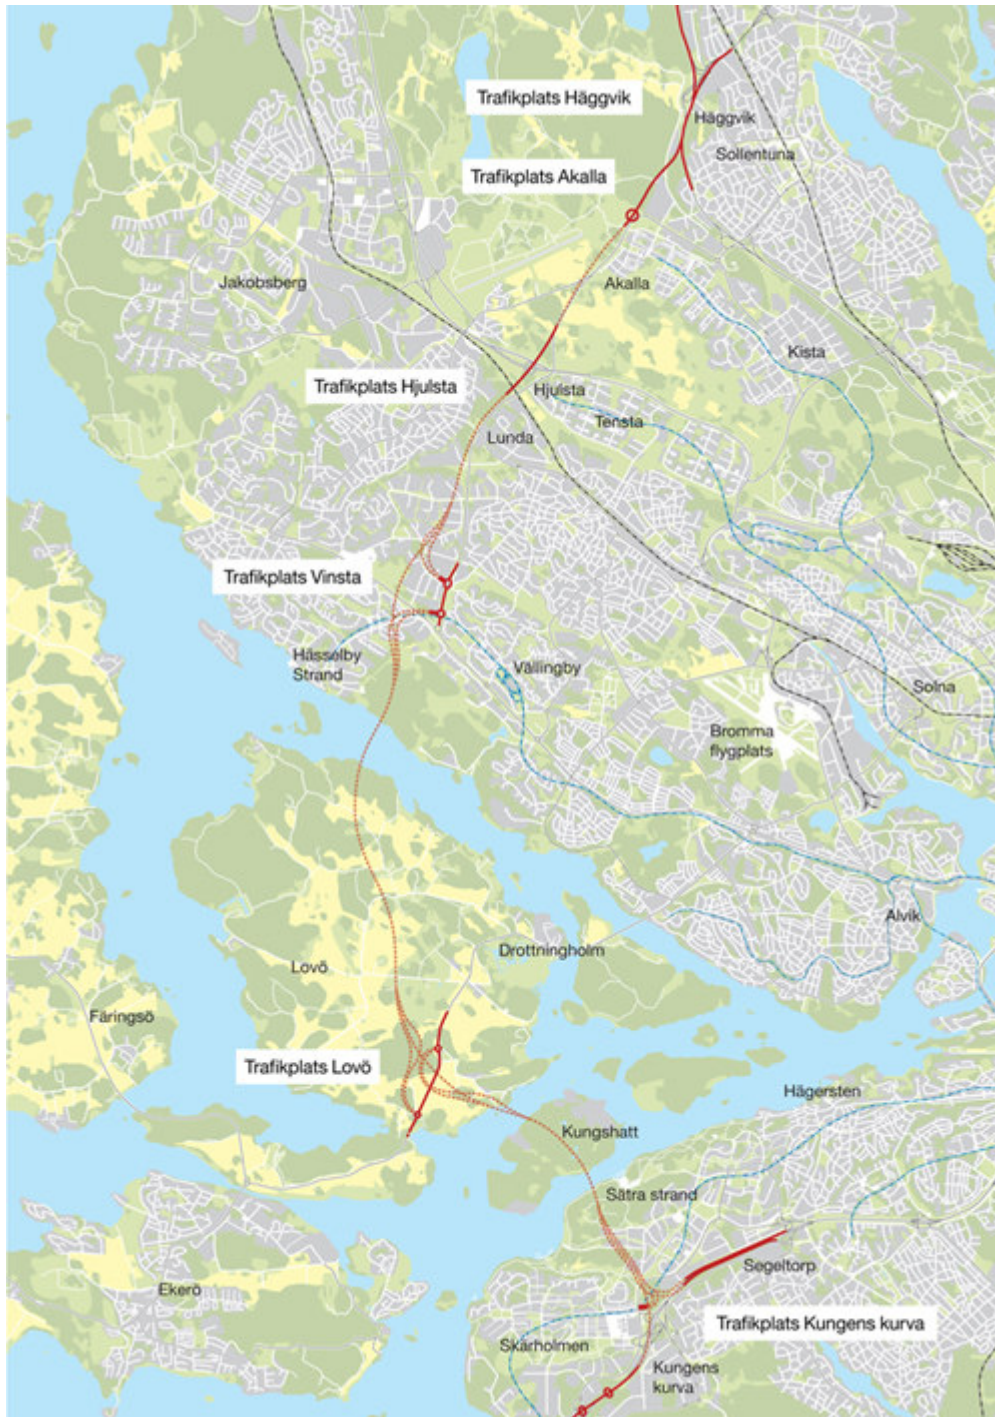 Trafikplats Häggvik
Häggvik
Sollentuna
Trafikplats Akalla
Jakobsberg
Akalla
Kista
Trafikplats Hjulsta
Hjulsta
Tensta
Lunda
Trafikplats Vinsta
Hässelby
Strand
Vällingby
Solna
Bromma
flygplats
Alvik
Drottningholm
Lovö
Färingsö
Trafikplats Lovö
Hägersten
Kungshatt
Sätra strand
Segeltorp
Ekerö
Trafikplats Kungens kurva
Skärholmen
Kungens
kurva